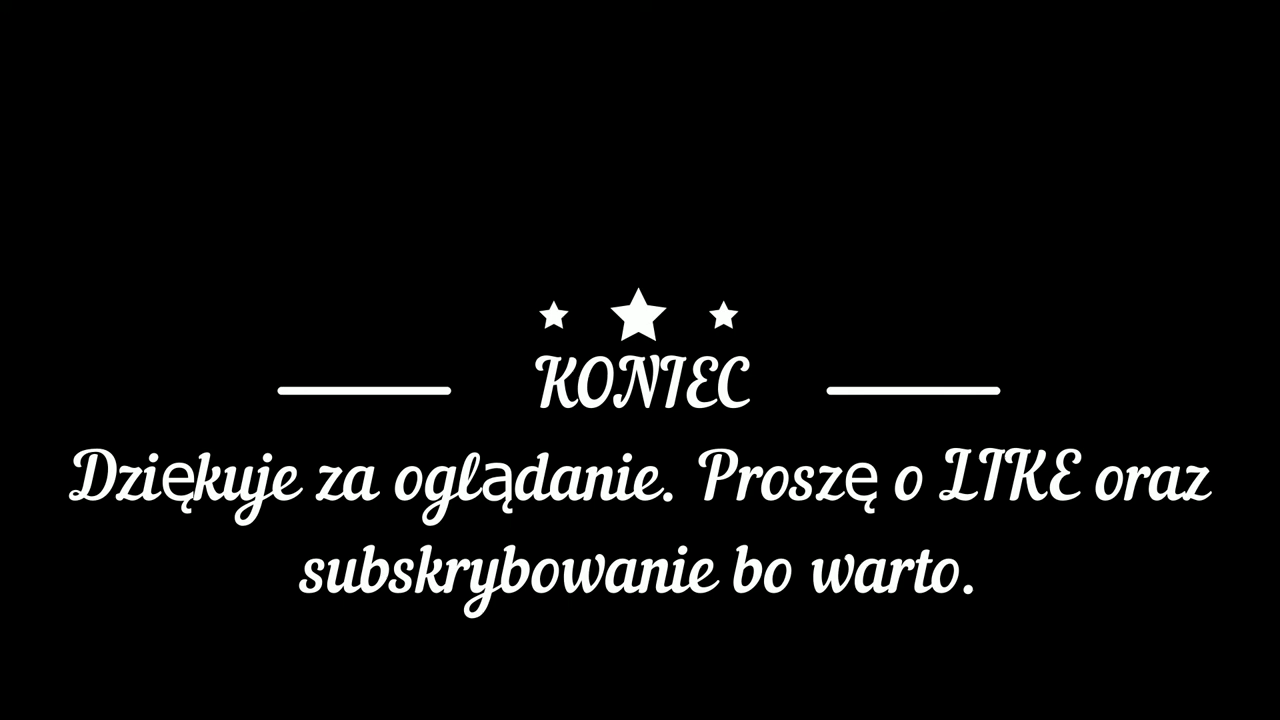 KONIEC
Dziękuje za oglądanie. Proszę o LIKE oraz
subskrybowanie bo warto.